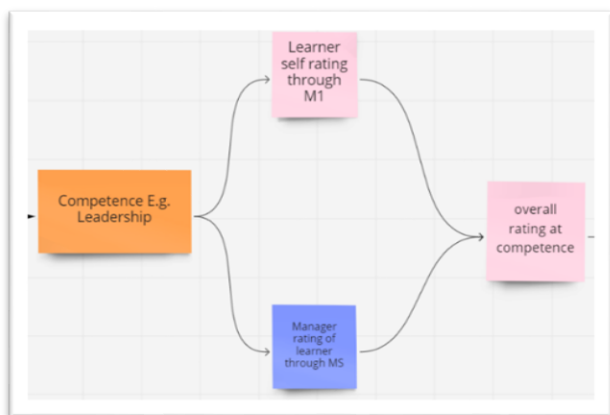 Learner
self rating
through
M1
Competence E.g.
Leadership
overall
rating at
competence
Manager
rating of
learner
through MS